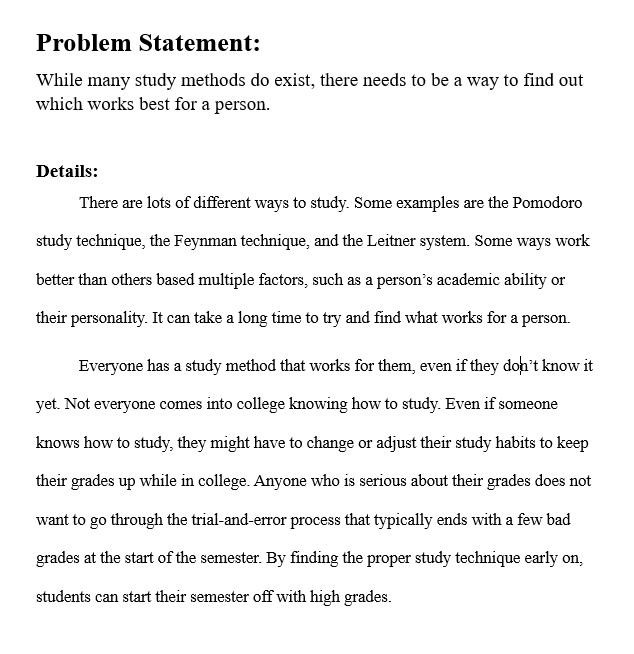 Problem Statement:
While many study methods do exist, there needs to be a way to find out
which works best for a person.
Details:
There are lots of different ways to study. Some examples are the Pomodoro
study technique, the Feynman technique, and the Leitner system. Some ways work
better than others based multiple factors, such as a person’s academic ability or
their personality. It can take a long time to try and find what works for a person.
Everyone has a study method that works for them, even if they don’t know it
yet. Not everyone comes into college knowing how to study. Even if someone
knows how to study, they might have to change or adjust their study habits to keep
their grades up while in college. Anyone who is serious about their grades does not
want to go through the trial-and-error process that typically ends with a few bad
grades at the start of the semester. By finding the proper study technique early on,
students can start their semester off with high grades.